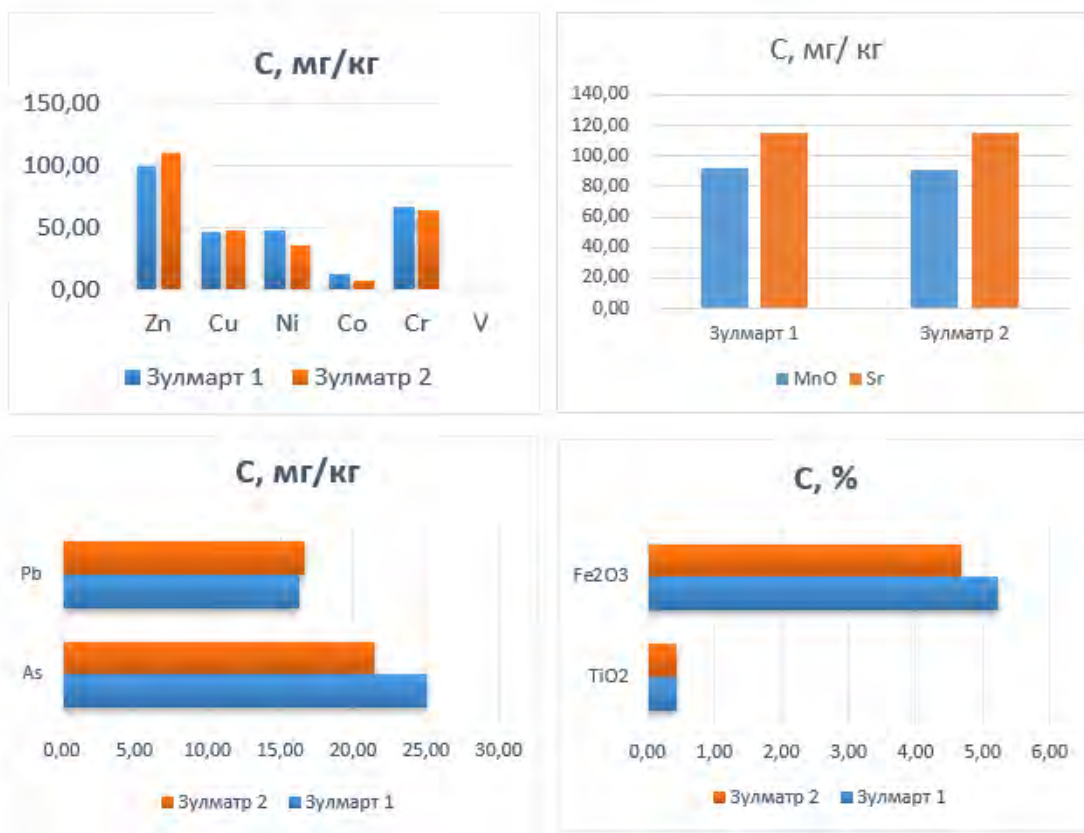 С, мг/кг
150,00
100,00
50,00
0,00
Zn Cu Ni Co Cr V
Зулмарт 1 Зулматр 2
С, мг/ кг
140,00
120,00
100,00
80,00
60,00
40,00
20,00
0,00
Зулмарт 1 Зулматр 2
MnO Sr
С, мг/кг
Pb
As
0,00 5,00 10,00 15,00 20,00 25,00 30,00
Зулматр 2 Зулмарт 1
С, %
Fe2O3
TiO2
0,00 1,00 2,00 3,00 4,00 5,00 6,00
Зулматр 2 Зулмарт 1